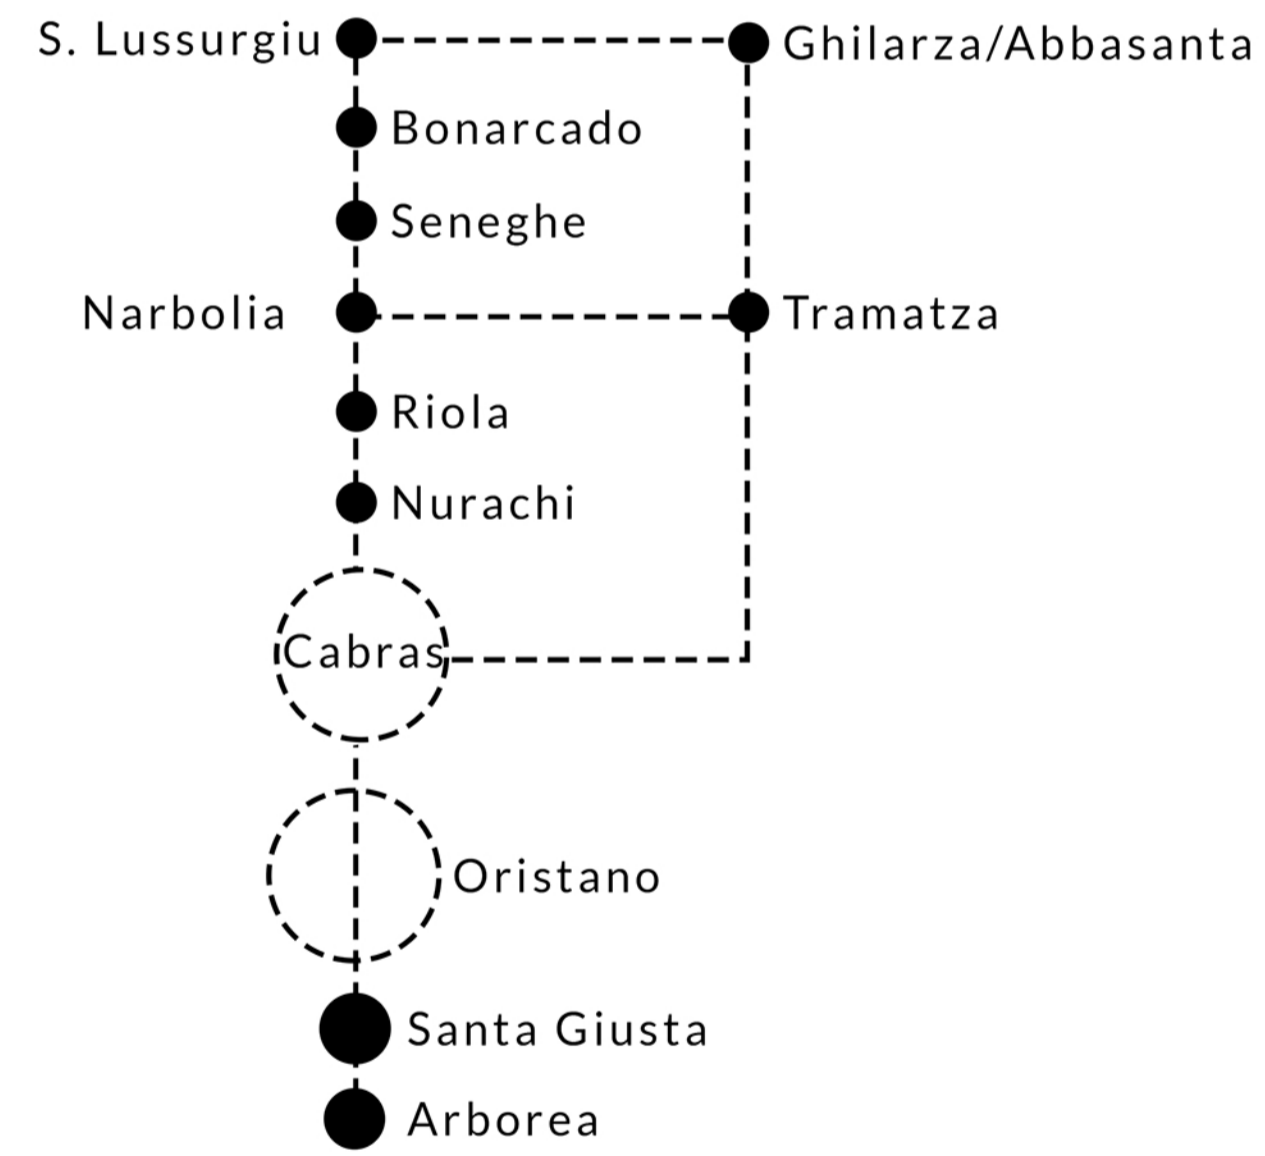 S. Lussurgiu
Ghilarza/Abbasanta
Bonarcado
Seneghe
Narbolia
Tramatza
Riola
Nurachi
Cabras
Oristano
Santa Giusta
Arborea